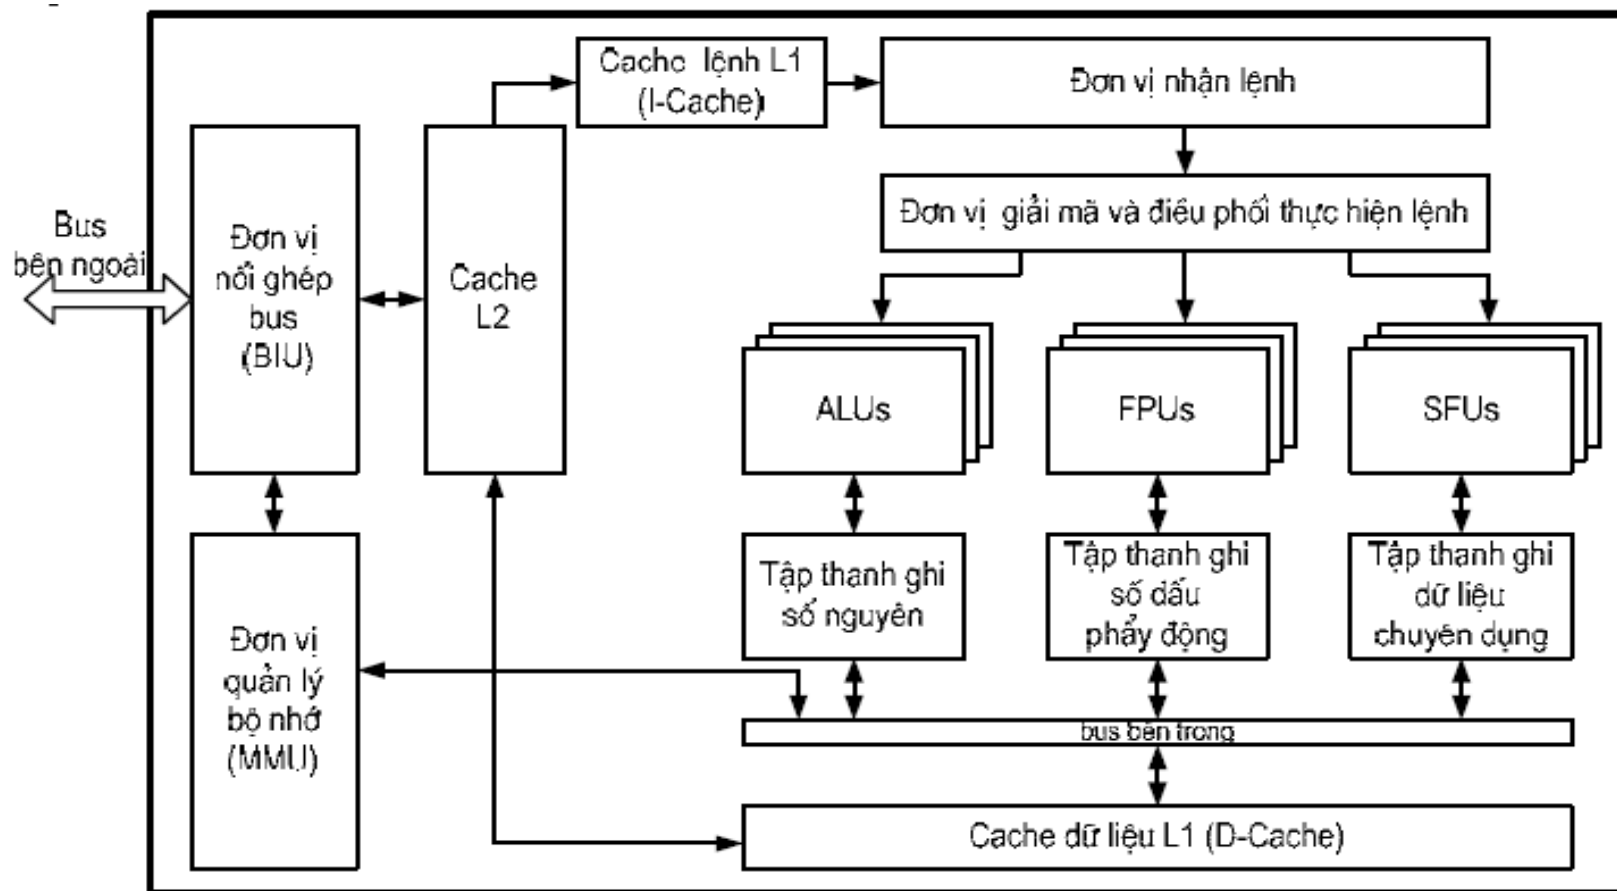 Cache lệnh L1
(I-Cache)
Đơn vị nhận lệnh
Đơn vị giải mã và điều phối thực hiện lệnh
Bus
bên ngoài
Đơn vị
nối ghép
bus
(BIU)
Cache
L2
ALUs
FPUs
SFUs
Tập thanh ghi
số nguyên
Tập thanh ghi
số dấu
phẩy động
Tập thanh ghi
dữ liệu
chuyên dụng
Đơn vị
quản lý
bộ nhớ
(MMU)
bus bên trong
Cache dữ liệu L1 (D-Cache)